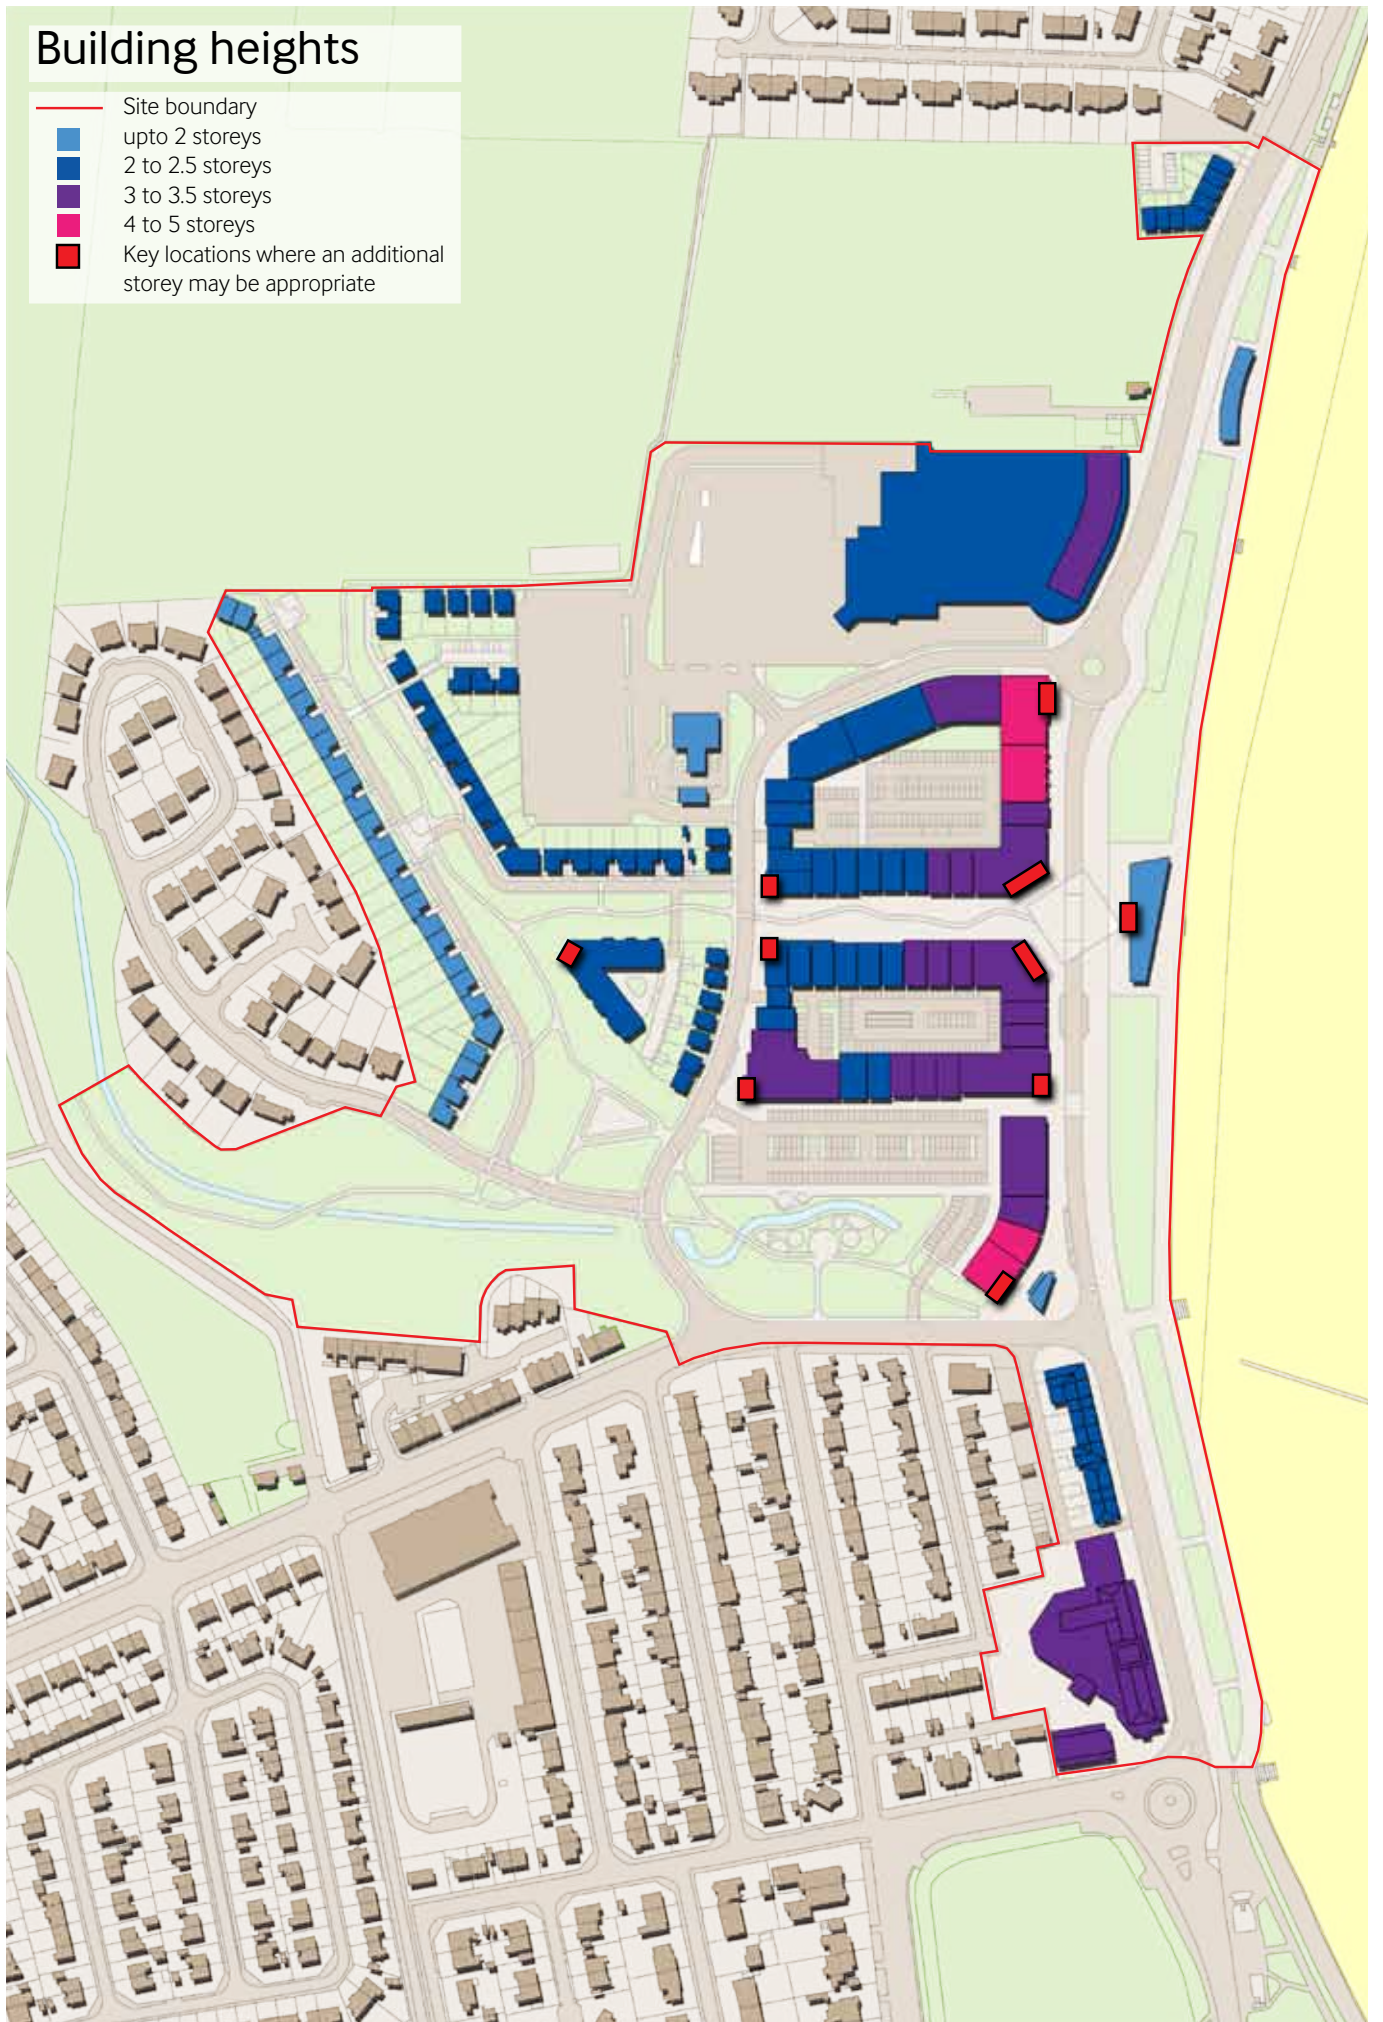 Building heights
Site boundary
upto 2 storeys
2 to 2.5 storeys
3 to 3.5 storeys
4 to 5 storeys
Key locations where an additional
storey may be appropriate